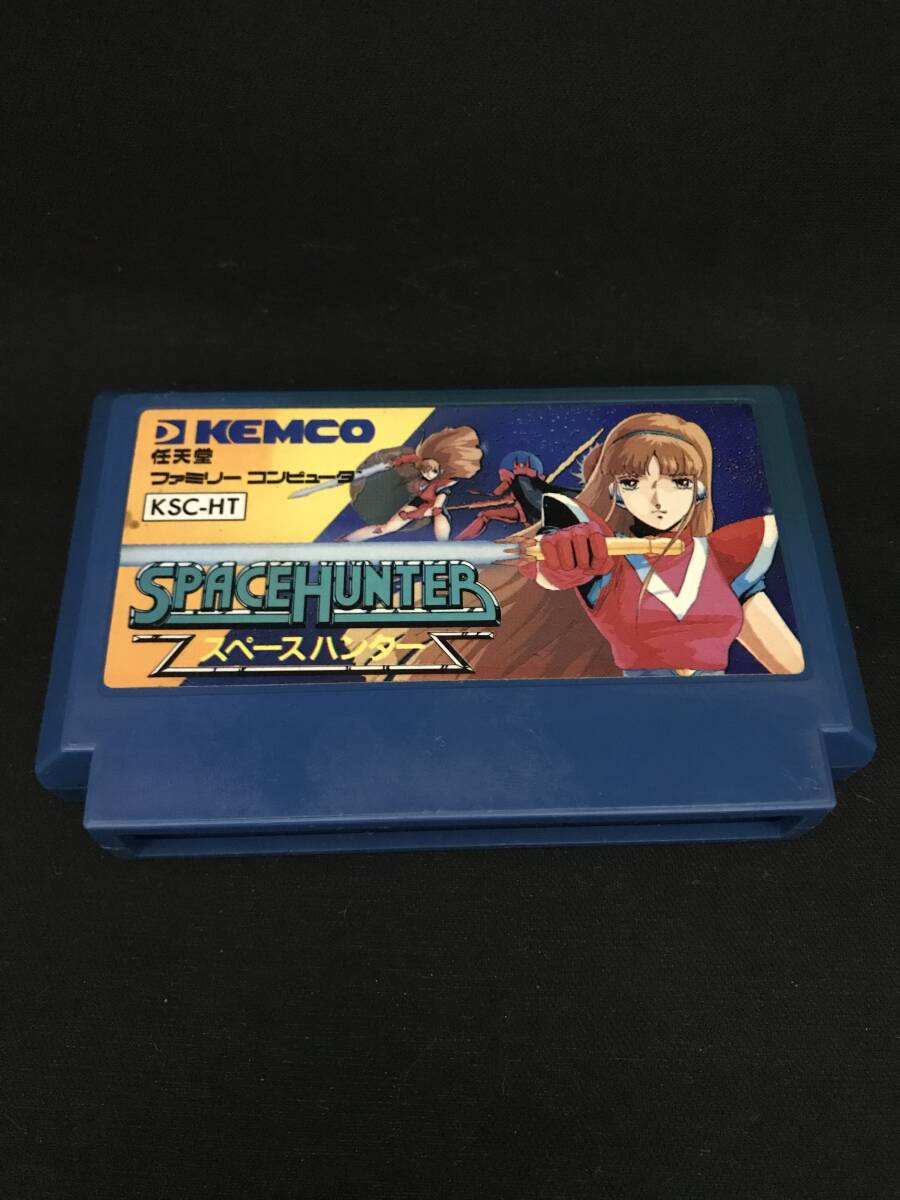 KEMCO
任天堂
ファミリー コンピュータ
KSC-HT
SPACE HUNTER
スペースハンター